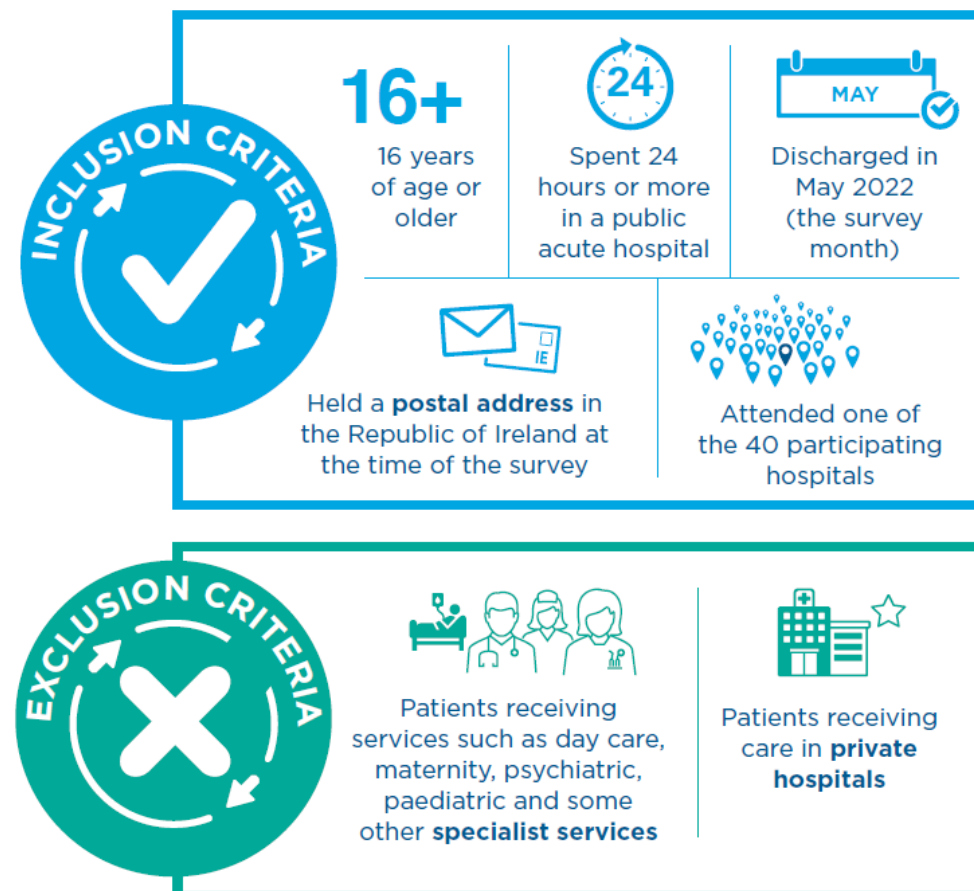 INCLUSION CRITERIA
16+
16 years
of age or
older
24
Spent 24
hours or more
in a public
acute hospital
MAY
Discharged in
May 2022
(the survey
month)
IE
Held a postal address in
the Republic of Ireland at
the time of the survey
Attended one of
the 40 participating
hospitals
EXCLUSION CRITERIA
Patients receiving
services such as day care,
maternity, psychiatric,
paediatric and some
other specialist services
Patients receiving
care in private
hospitals